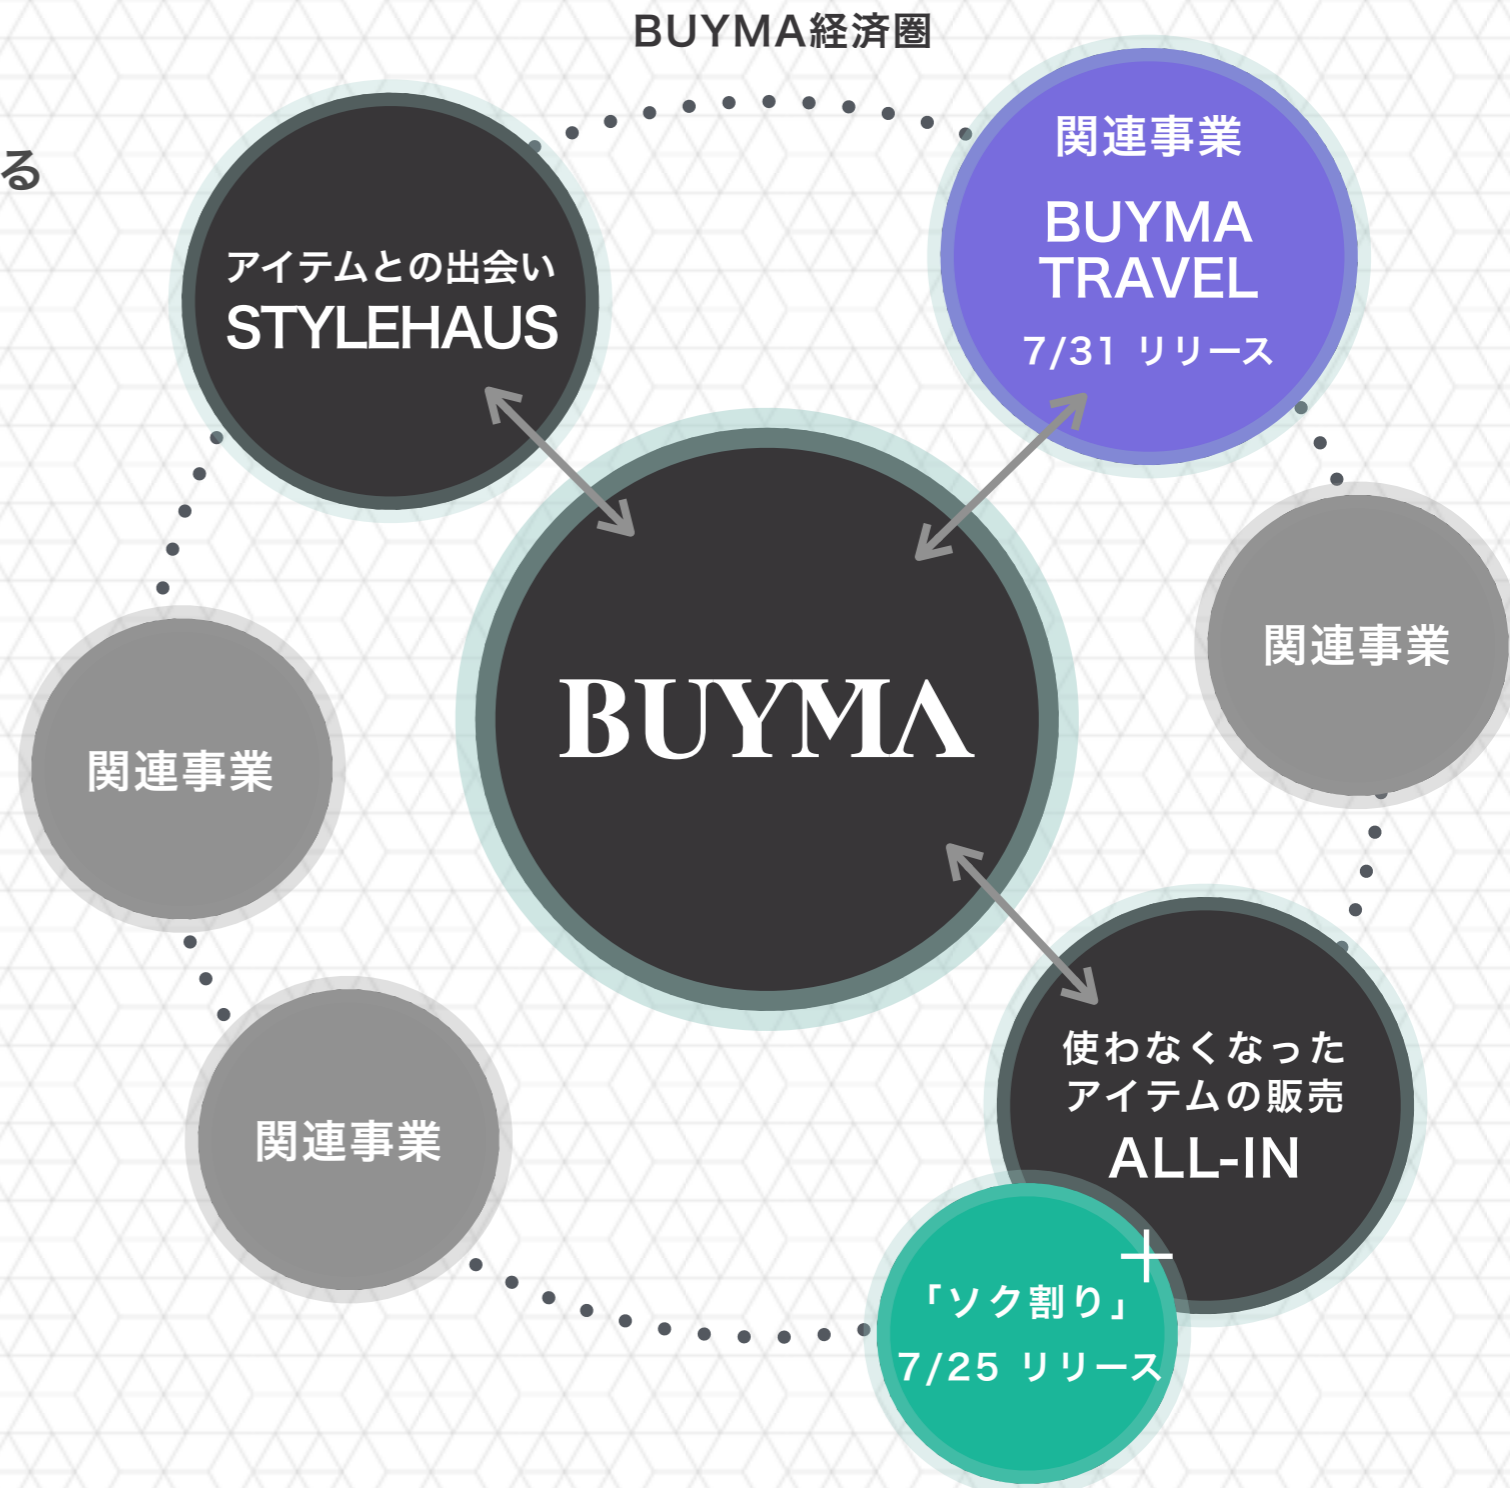 BUYMA経済圏
る
アイテムとの出会い
STYLEHAUS
関連事業
BUYMA
TRAVEL
7/31 リリース
関連事業
BUYMA
関連事業
関連事業
使わなくなった
アイテムの販売
ALL-IN
+
「ソク割り」
7/25 リリース